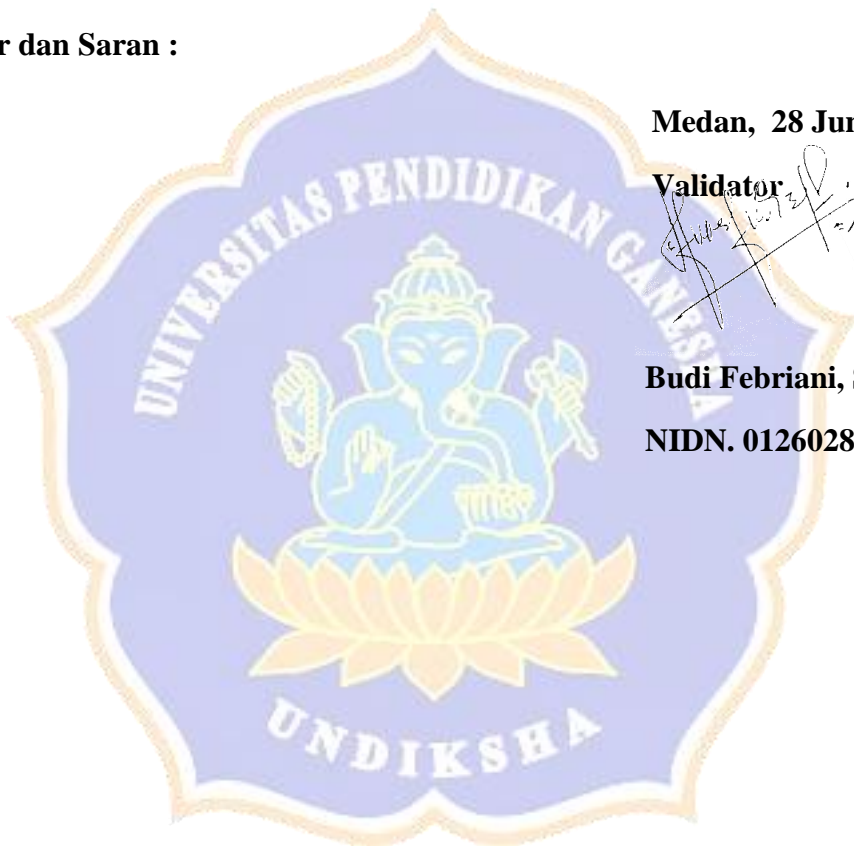 r dan Saran :
Medan, 28 Jun
Validator
Budi Febriani, S
NIDN. 0126028
UNIVERSITAS PENDIDIKAN GANESHA
UNDIKSHA